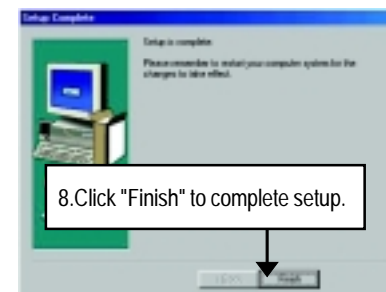 Setup Complete
Setup is complete.
Please remember to restart your computer system for the
changes to take effect.
8.Click "Finish" to complete setup.
< Back
Finish